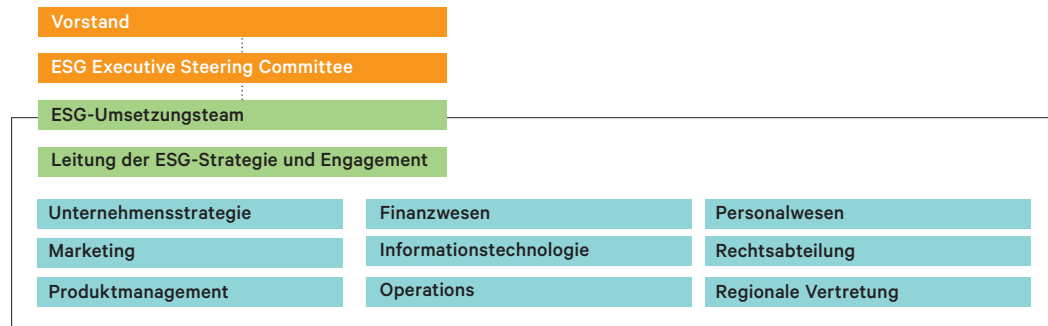 Vorstand
ESG Executive Steering Committee
ESG-Umsetzungsteam
Leitung der ESG-Strategie und Engagement
Unternehmensstrategie
Finanzwesen
Personalwesen
Marketing
Informationstechnologie
Rechtsabteilung
Produktmanagement
Operations
Regionale Vertretung